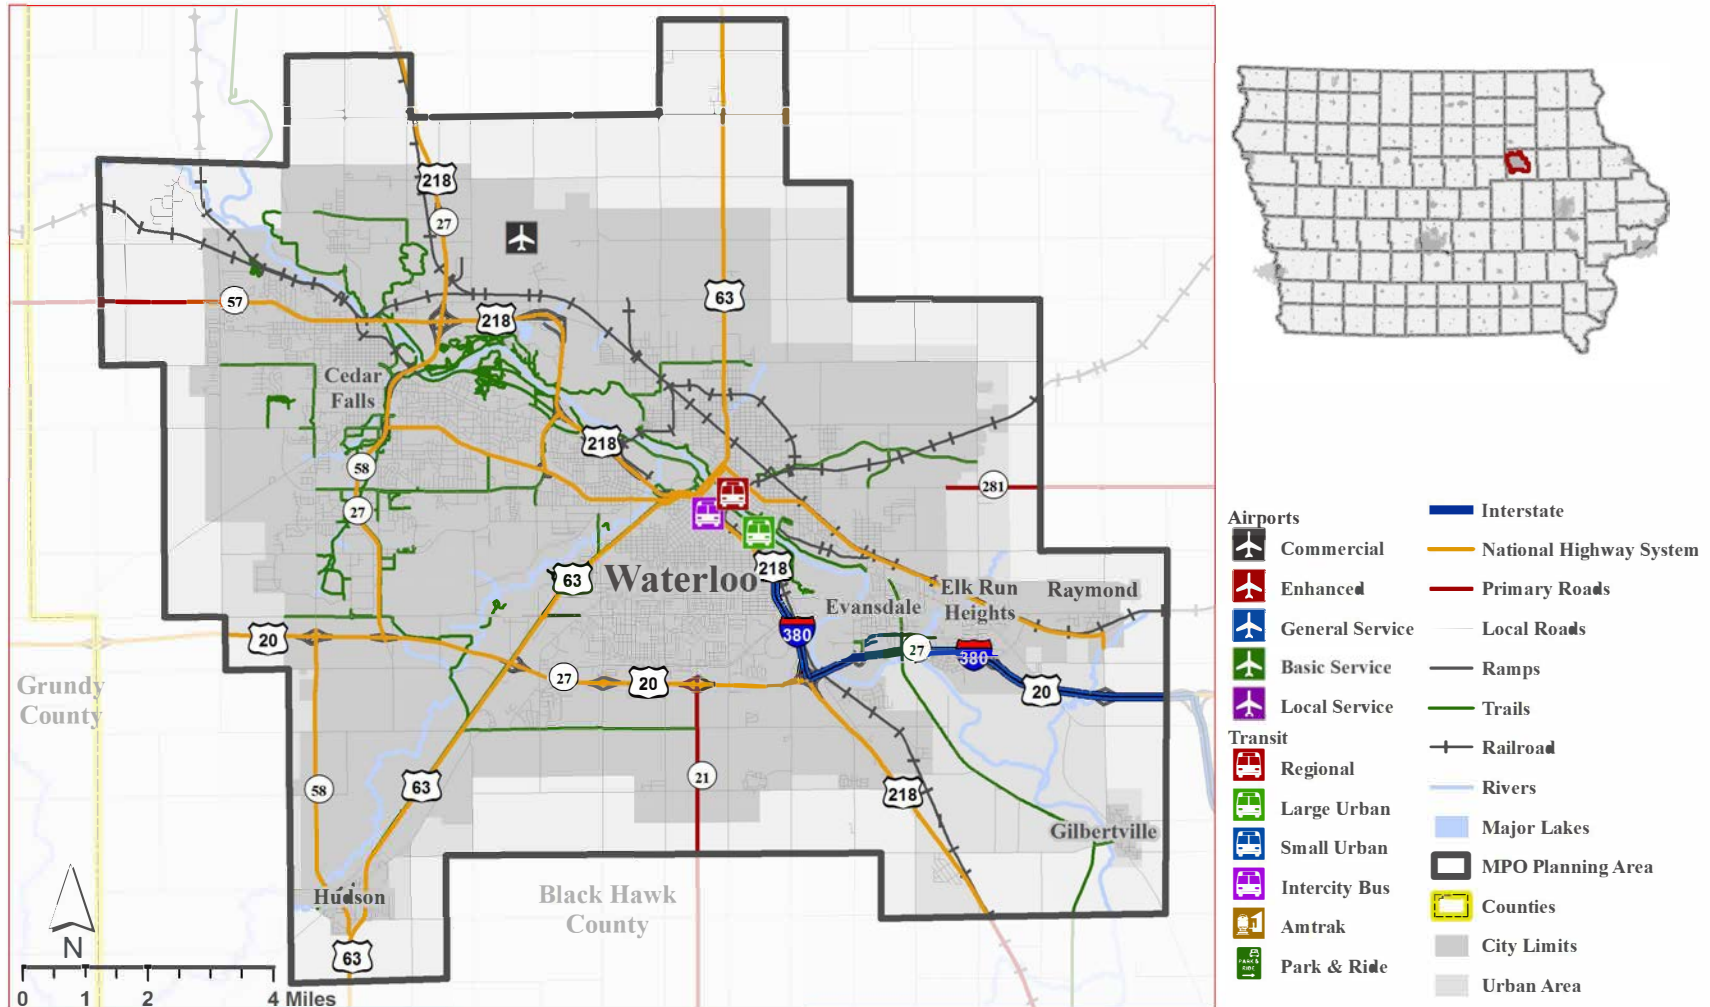 218
27
63
57
218
Cedar
Falls
218
58
27
281
63
Waterloo
218
Evansdale
Elk Run
Heights
Raymond
380
27
380
20
27
20
20
Grundy
County
58
63
21
218
Gilbertville
Hudson
Black Hawk
County
63
N
0 1 2 4 Miles
Airports
Commercial
Enhanced
General Service
Basic Service
Local Service
Transit
Regional
Large Urban
Small Urban
Intercity Bus
Amtrak
PARK &
RIDE
Park & Ride
Interstate
National Highway System
Primary Roads
Local Roads
Ramps
Trails
Railroad
Rivers
Major Lakes
MPO Planning Area
Counties
City Limits
Urban Area